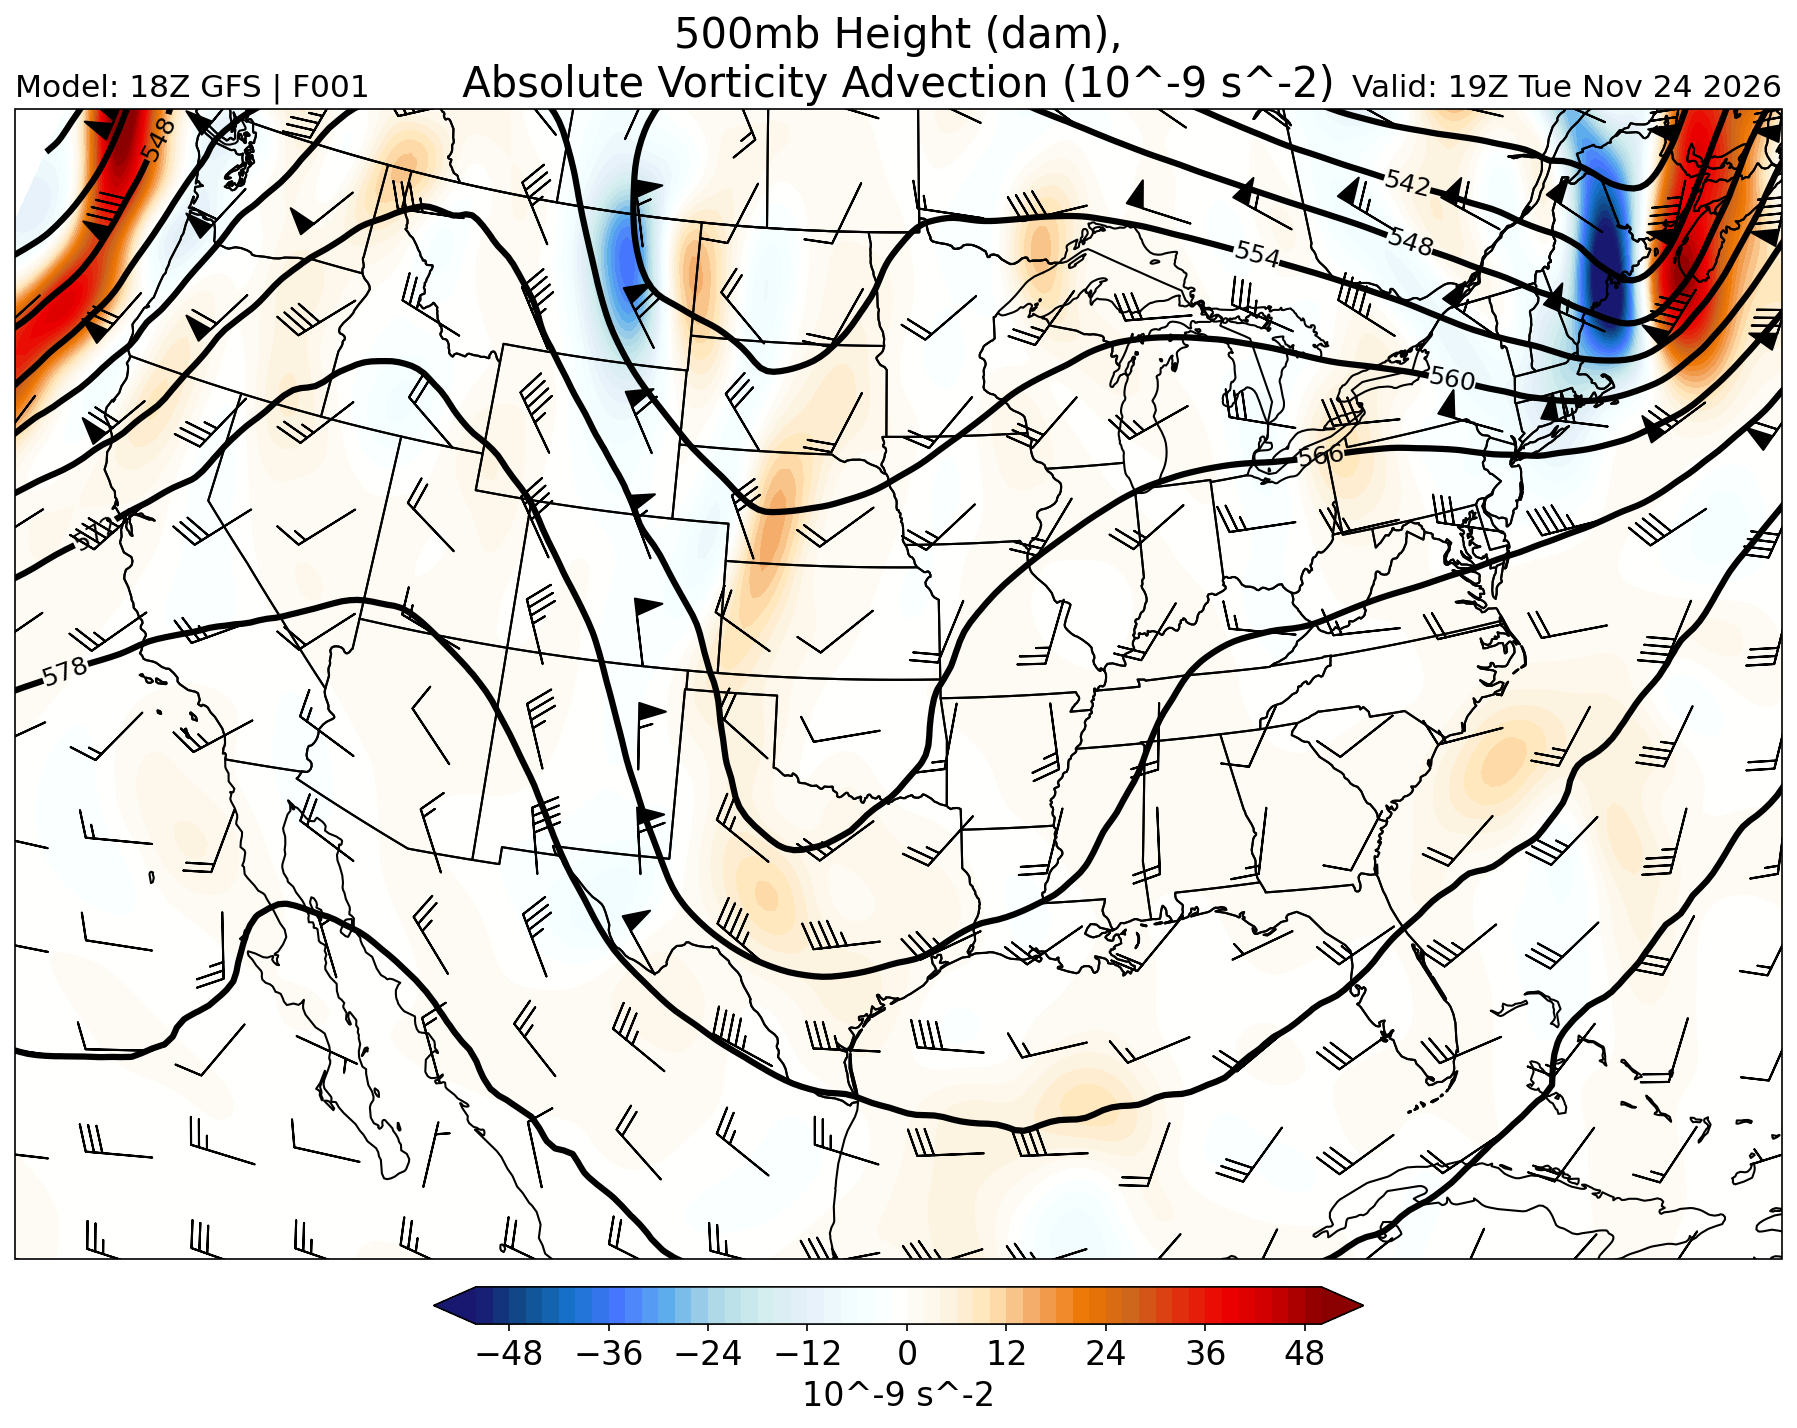 500mb Height (dam),
Model: 18Z GFS | F001
Absolute Vorticity Advection (10^-9 s^-2)
Valid: 19Z Tue Nov 24 2026
548
542
548
554
560
566
578
−48 −36 −24 −12 0 12 24 36 48
10^-9 s^-2